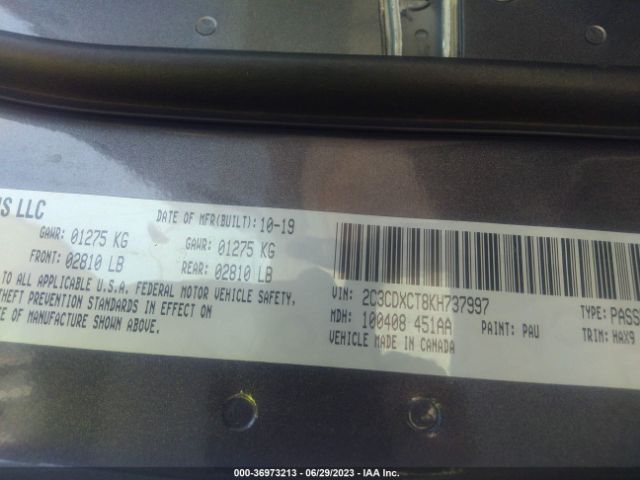 S LLC
DATE OF MFR(BUILT): 10-19
GAWR: 01275 KG GAWR: 01275 KG
FRONT: 02810 LB REAR: 02810 LB
TO ALL APPLICABLE U.S.A. FEDERAL MOTOR VEHICLE SAFETY,
THEFT PREVENTION STANDARDS IN EFFECT ON
E OF MANUFACTURE SHOWN ABOVE.
VIN: 2C3CDXCT8KH737997 TYPE: PASS
MDH: 100408 451AA PAINT: PAU TRIM: HAX9
VEHICLE MADE IN CANADA
000-36973213 - 06/29/2023 - IAA Inc.